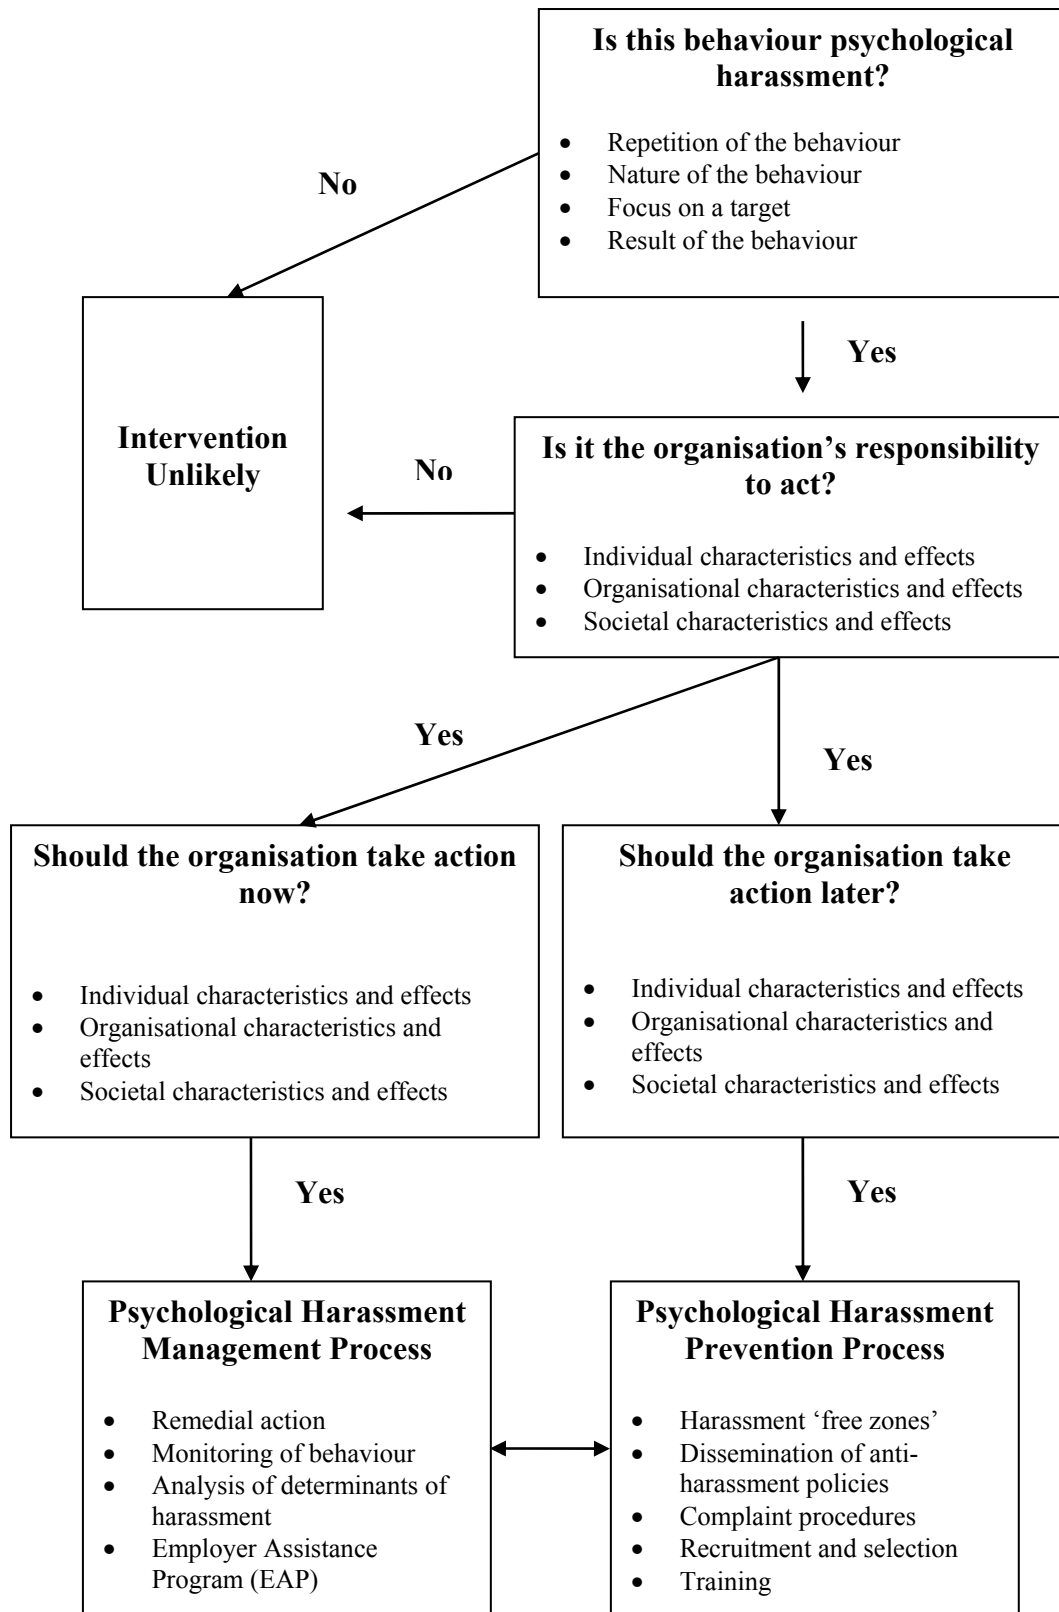 Is this behaviour psychological
harassment?
• Repetition of the behaviour
• Nature of the behaviour
• Focus on a target
• Result of the behaviour
No
Yes
Intervention
Unlikely
No
Is it the organisation’s responsibility
to act?
• Individual characteristics and effects
• Organisational characteristics and effects
• Societal characteristics and effects
Yes
Yes
Should the organisation take action
now?
• Individual characteristics and effects
• Organisational characteristics and
effects
• Societal characteristics and effects
Should the organisation take
action later?
• Individual characteristics and effects
• Organisational characteristics and
effects
• Societal characteristics and effects
Yes
Yes
Psychological Harassment
Management Process
• Remedial action
• Monitoring of behaviour
• Analysis of determinants of
harassment
• Employer Assistance
Program (EAP)
Psychological Harassment
Prevention Process
• Harassment ‘free zones’
• Dissemination of anti-
harassment policies
• Complaint procedures
• Recruitment and selection
• Training